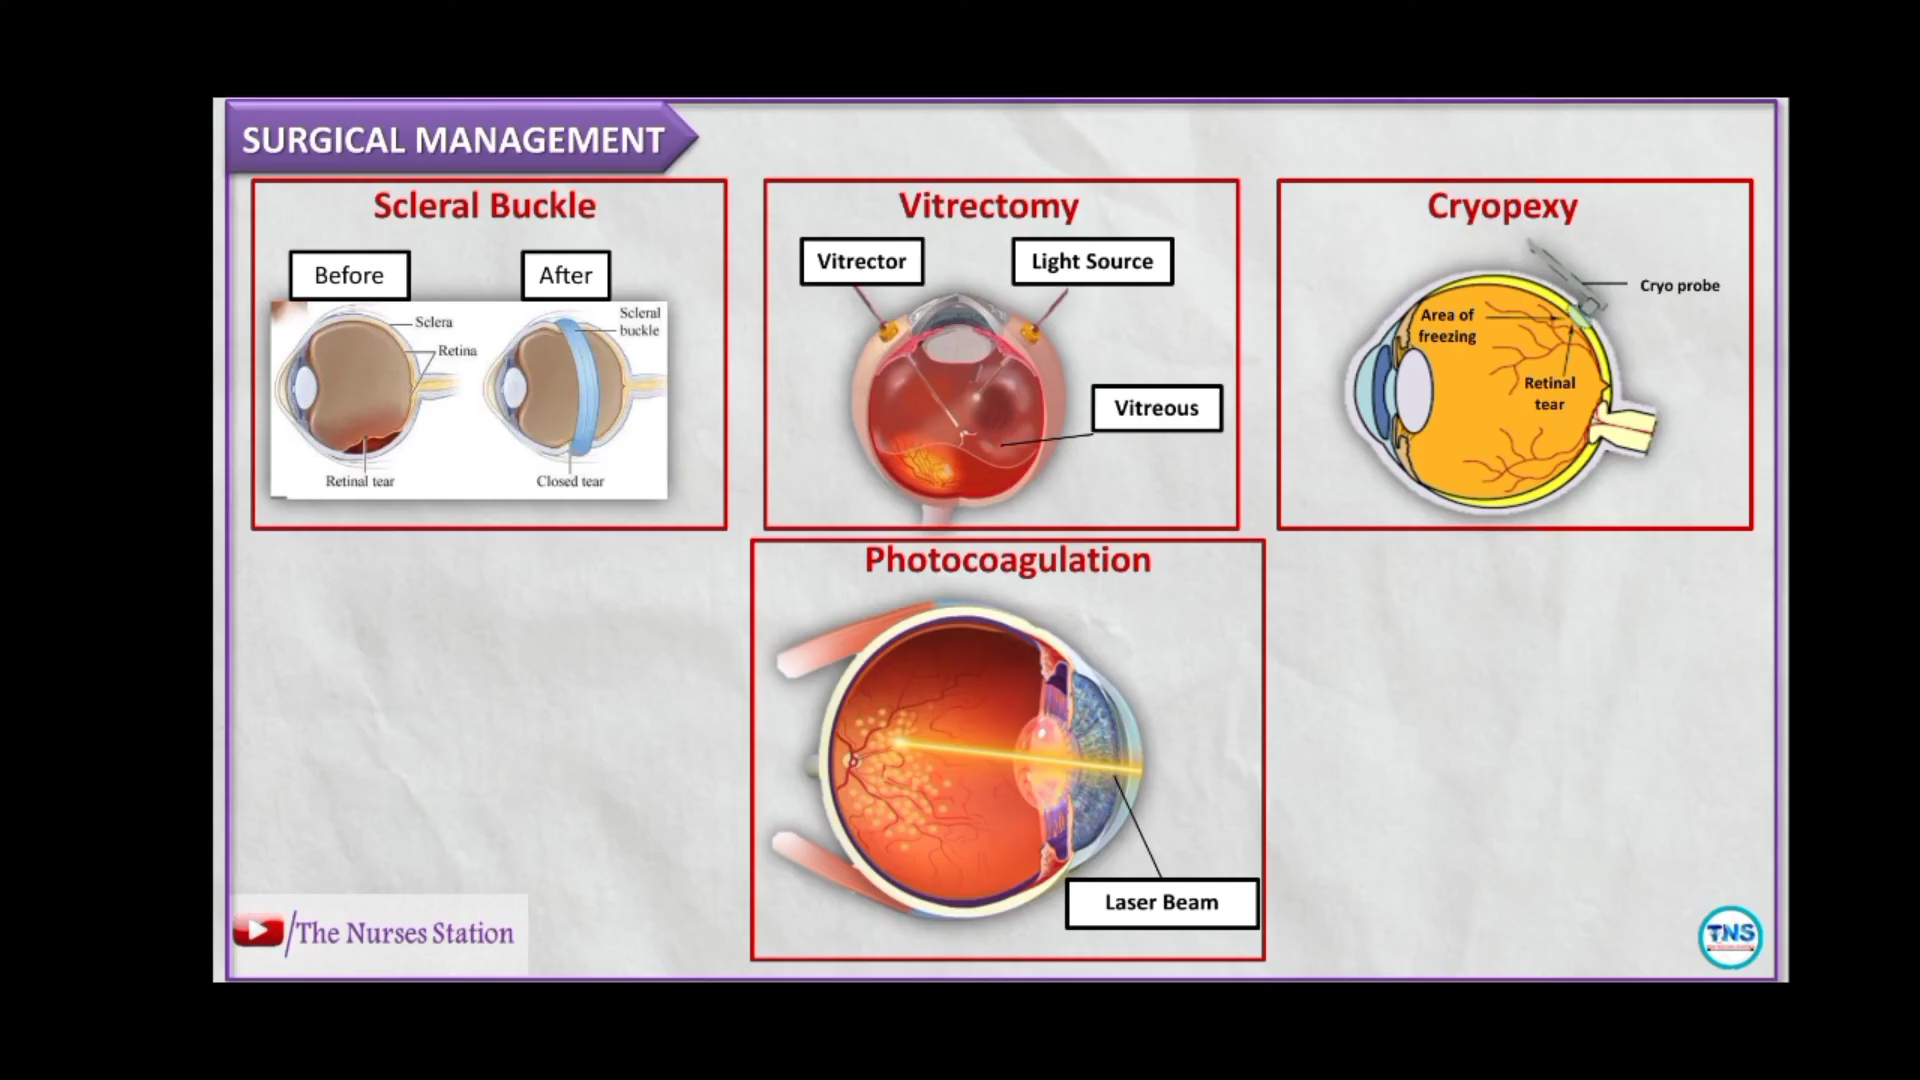 SURGICAL MANAGEMENT
Scleral Buckle
Before
After
Sclera
Retina
Retinal tear
Scleral
buckle
Closed tear
Vitrectomy
Vitrector
Light Source
Vitreous
Cryopexy
Cryo probe
Area of
freezing
Retinal
tear
Photocoagulation
Laser Beam
The Nurses Station
TNS